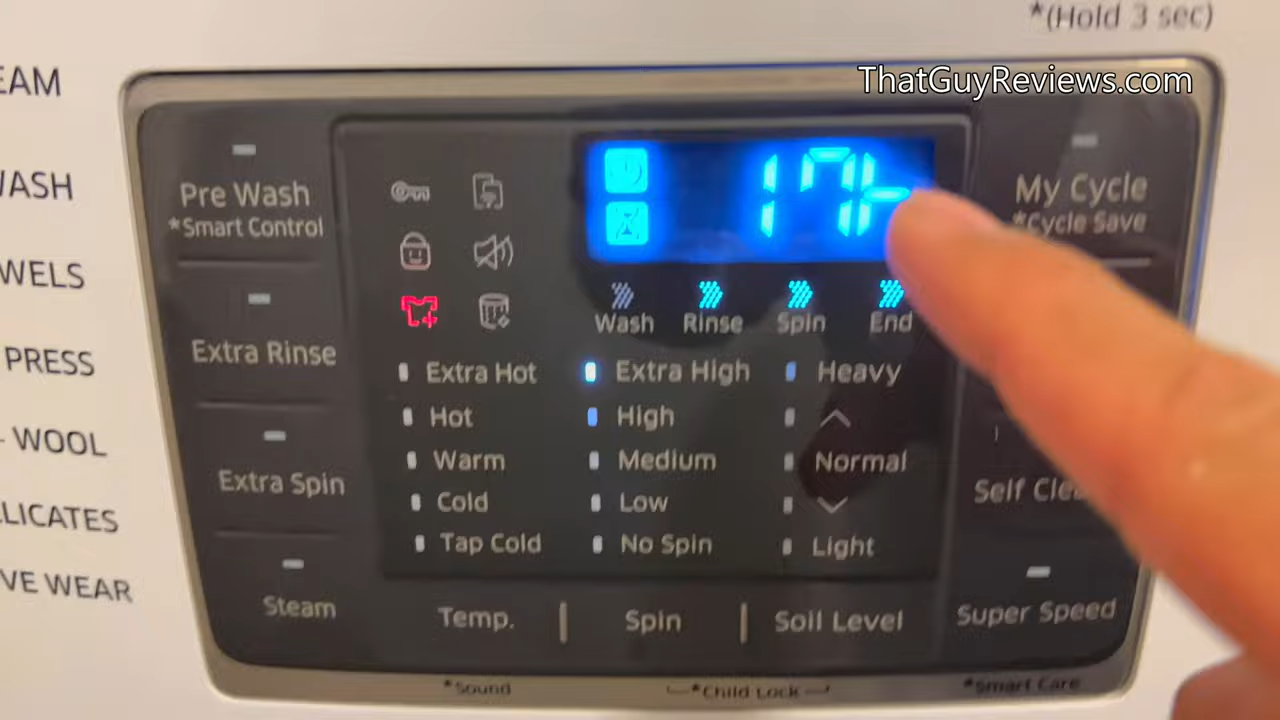 *(Hold 3 sec)
ThatGuyReviews.com
EAM
WASH
WELS
PRESS
- WOOL
LICATES
VE WEAR
Pre Wash
*Smart Control
Extra Rinse
Extra Spin
Steam
Wash Rinse Spin End
Extra Hot Extra High Heavy
Hot High
Warm Medium Normal
Cold Low
Tap Cold No Spin Light
Temp. | Spin | Soil Level
My Cycle
*Cycle Save
Self Clea
Super Speed
*Sound *Child Lock *Smart Care